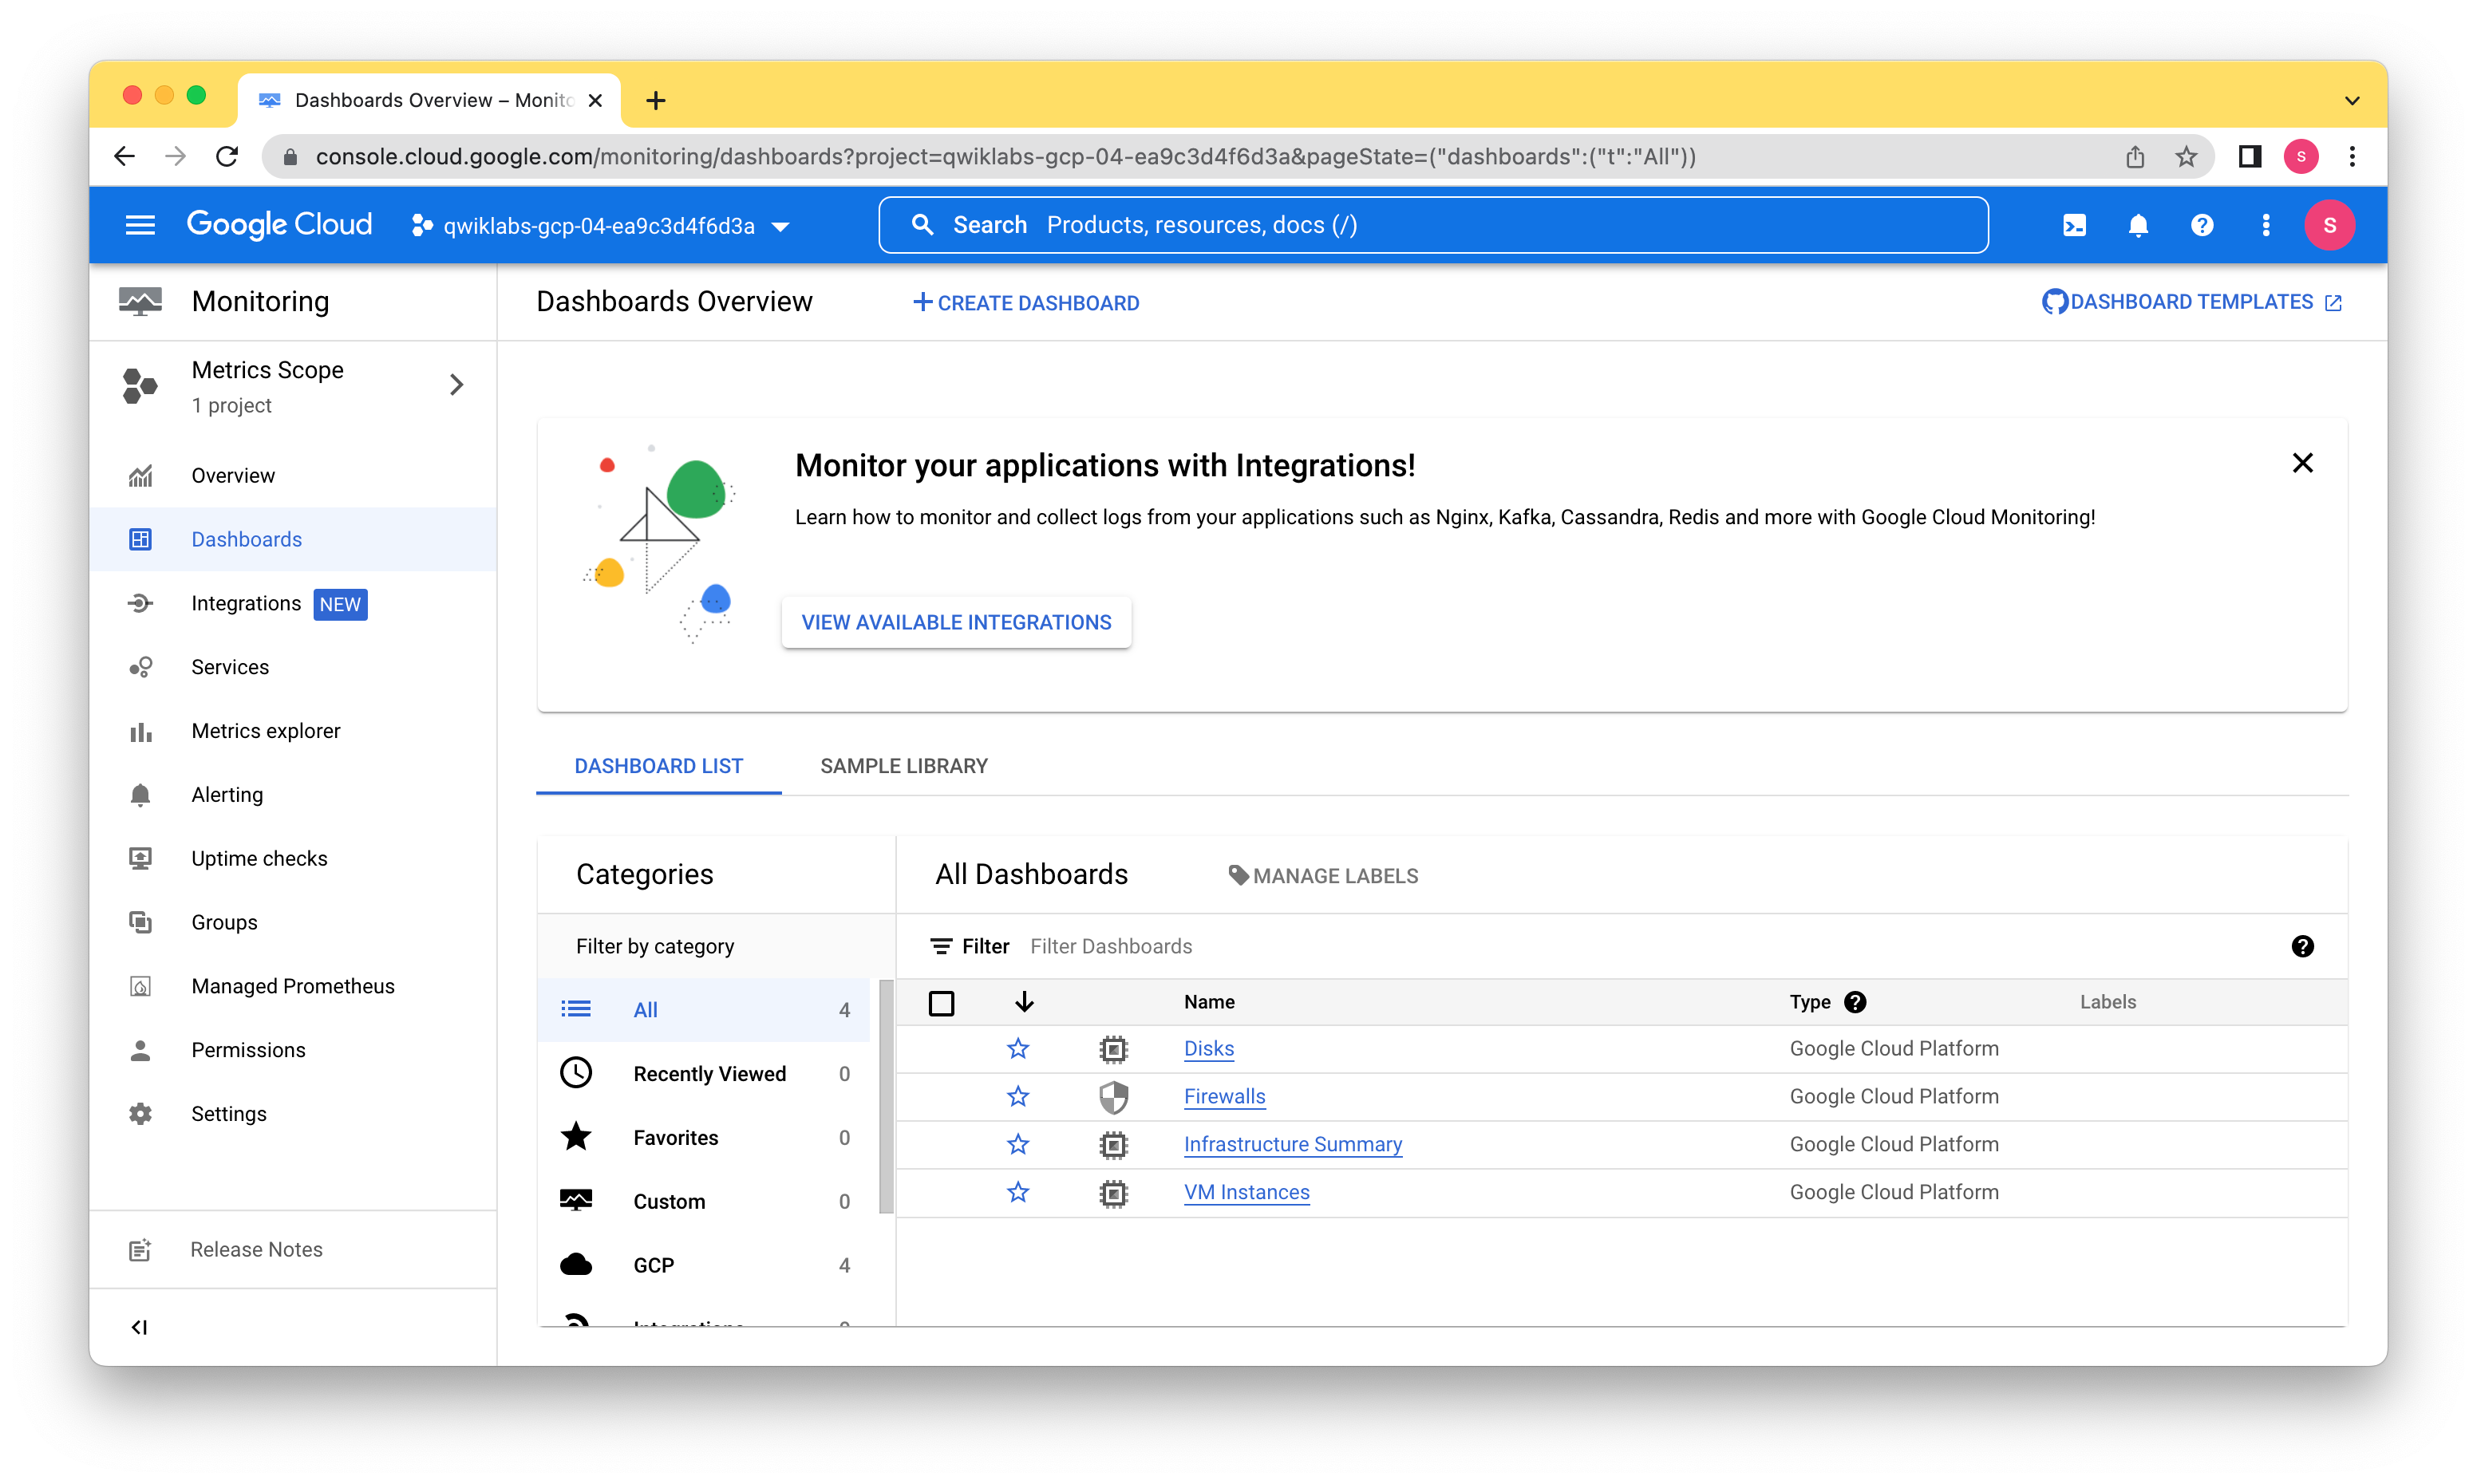 Dashboards Overview – Monito
console.cloud.google.com/monitoring/dashboards?project=qwiklabs-gcp-04-ea9c3d4f6d3a&pageState=("dashboards":("t":"All"))
S
Google Cloud
qwiklabs-gcp-04-ea9c3d4f6d3a
Search Products, resources, docs (/)
S
Monitoring
Metrics Scope
1 project
Overview
Dashboards
Integrations NEW
Services
Metrics explorer
Alerting
Uptime checks
Groups
Managed Prometheus
Permissions
Settings
Release Notes
Dashboards Overview
CREATE DASHBOARD
DASHBOARD TEMPLATES
Monitor your applications with Integrations!
Learn how to monitor and collect logs from your applications such as Nginx, Kafka, Cassandra, Redis and more with Google Cloud Monitoring!
VIEW AVAILABLE INTEGRATIONS
DASHBOARD LIST
SAMPLE LIBRARY
Categories
Filter by category
All 4
Recently Viewed 0
Favorites 0
Custom 0
GCP 4
Integrations 0
All Dashboards
MANAGE LABELS
Filter Filter Dashboards
Name Type Labels
Disks Google Cloud Platform
Firewalls Google Cloud Platform
Infrastructure Summary Google Cloud Platform
VM Instances Google Cloud Platform